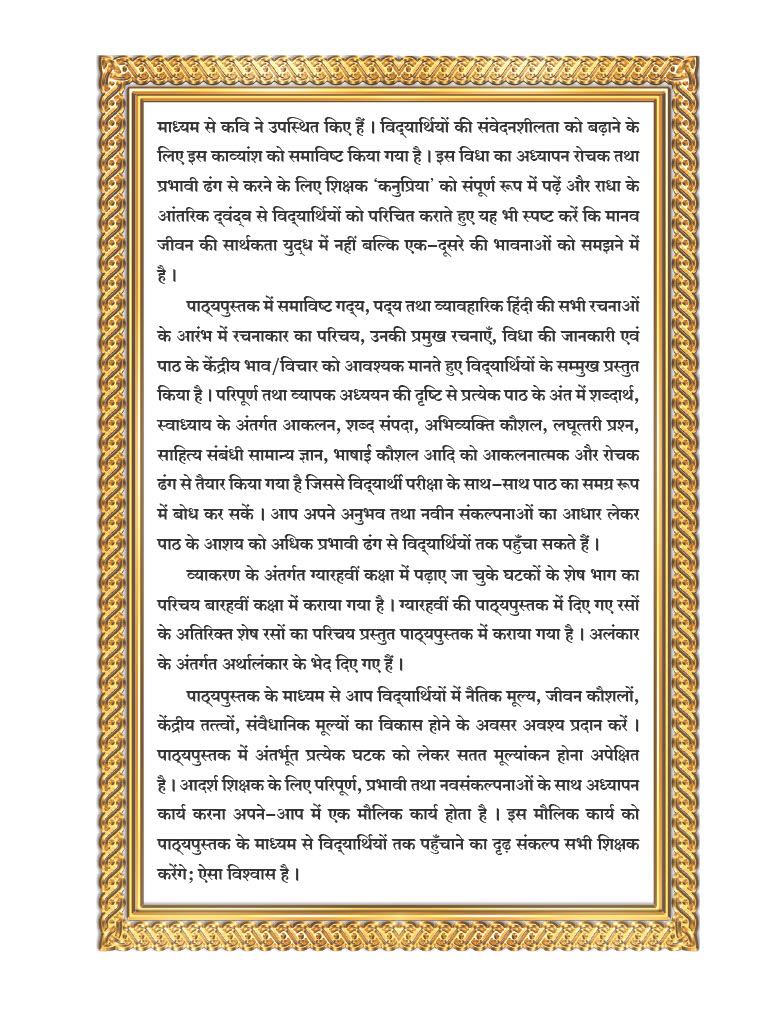 माध्यम से कवि ने उपस्थित किए हैं । विद्‌यार्थियों की संवेदनशीलता को बढ़ाने के
लिए इस काव्यांश को समाविष्ट किया गया है । इस विधा का अध्यापन रोचक तथा
प्रभावी ढंग से करने के लिए शिक्षक ‘कनुप्रिया’ को संपूर्ण रूप में पढ़ें और राधा के
आंतरिक द्‌वंद्‌व से विद्‌यार्थियों को परिचित कराते हुए यह भी स्पष्ट करें कि मानव
जीवन की सार्थकता युद्‌ध में नहीं बल्कि एक–दूसरे की भावनाओं को समझने में
है ।
पाठ्‌यपुस्तक में समाविष्ट गद्‌य, पद्‌य तथा व्यावहारिक हिंदी की सभी रचनाओं
के आरंभ में रचनाकार का परिचय, उनकी प्रमुख रचनाएँ, विधा की जानकारी एवं
पाठ के केंद्रीय भाव/विचार को आवश्यक मानते हुए विद्‌यार्थियों के सम्मुख प्रस्तुत
किया है । परिपूर्ण तथा व्यापक अध्ययन की दृष्टि से प्रत्येक पाठ के अंत में शब्दार्थ,
स्वाध्याय के अंतर्गत आकलन, शब्द संपदा, अभिव्यक्ति कौशल, लघूत्तरी प्रश्न,
साहित्य संबंधी सामान्य ज्ञान, भाषाई कौशल आदि को आकलनात्मक और रोचक
ढंग से तैयार किया गया है जिससे विद्‌यार्थी परीक्षा के साथ–साथ पाठ का समग्र रूप
में बोध कर सकें । आप अपने अनुभव तथा नवीन संकल्पनाओं का आधार लेकर
पाठ के आशय को अधिक प्रभावी ढंग से विद्‌यार्थियों तक पहुँचा सकते हैं ।
व्याकरण के अंतर्गत ग्यारहवीं कक्षा में पढ़ाए जा चुके घटकों के शेष भाग का
परिचय बारहवीं कक्षा में कराया गया है । ग्यारहवीं की पाठ्‌यपुस्तक में दिए गए रसों
के अतिरिक्त शेष रसों का परिचय प्रस्तुत पाठ्‌यपुस्तक में कराया गया है । अलंकार
के अंतर्गत अर्थालंकार के भेद दिए गए हैं ।
पाठ्‌यपुस्तक के माध्यम से आप विद्‌यार्थियों में नैतिक मूल्य, जीवन कौशलों,
केंद्रीय तत्त्वों, संवैधानिक मूल्यों का विकास होने के अवसर अवश्य प्रदान करें ।
पाठ्‌यपुस्तक में अंतर्भूत प्रत्येक घटक को लेकर सतत मूल्यांकन होना अपेक्षित
है । आदर्श शिक्षक के लिए परिपूर्ण, प्रभावी तथा नवसंकल्पनाओं के साथ अध्यापन
कार्य करना अपने–आप में एक मौलिक कार्य होता है । इस मौलिक कार्य को
पाठ्‌यपुस्तक के माध्यम से विद्‌यार्थियों तक पहुँचाने का दृढ़ संकल्प सभी शिक्षक
करेंगे; ऐसा विश्वास है ।